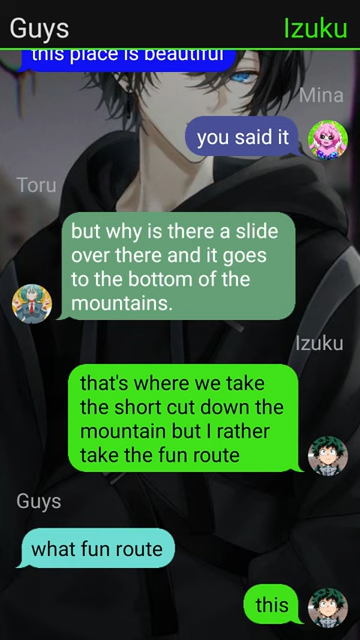 Guys Izuku
this place is beautiful
Mina
you said it
Toru
but why is there a slide
over there and it goes
to the bottom of the
mountains.
Izuku
that's where we take
the short cut down the
mountain but I rather
take the fun route
Guys
what fun route
this